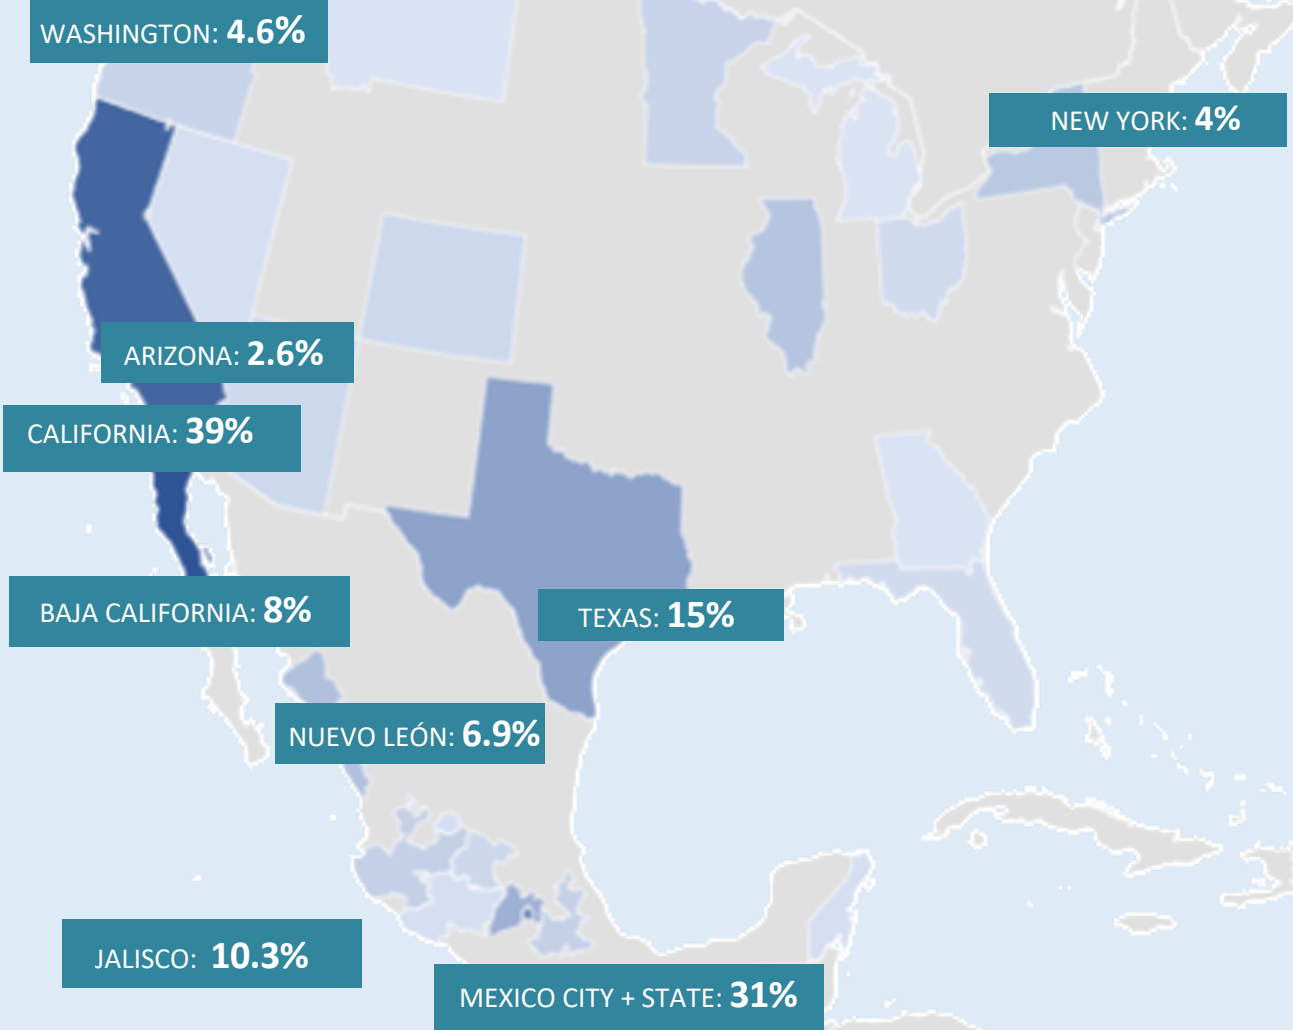 WASHINGTON: 4.6%
NEW YORK: 4%
ARIZONA: 2.6%
CALIFORNIA: 39%
BAJA CALIFORNIA: 8%
TEXAS: 15%
NUEVO LEÓN: 6.9%
JALISCO: 10.3%
MEXICO CITY + STATE: 31%